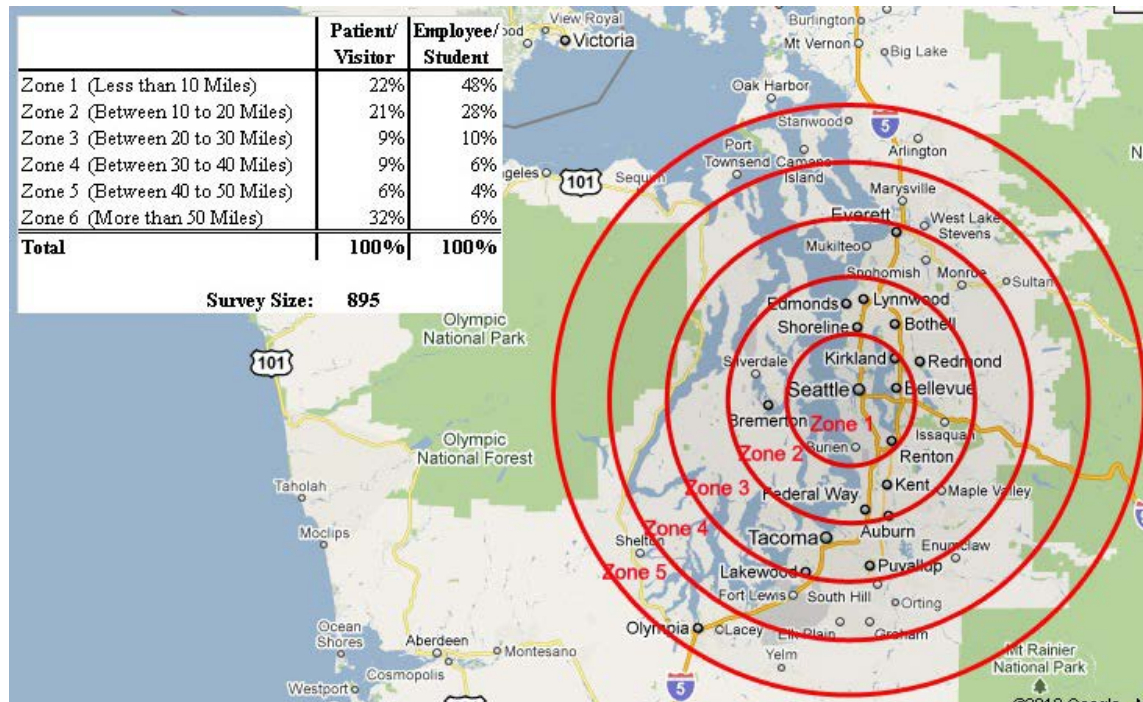 Patient/ Visitor Employee/ Student
Zone 1 (Less than 10 Miles) 22% 48%
Zone 2 (Between 10 to 20 Miles) 21% 28%
Zone 3 (Between 20 to 30 Miles) 9% 10%
Zone 4 (Between 30 to 40 Miles) 9% 6%
Zone 5 (Between 40 to 50 Miles) 6% 4%
Zone 6 (More than 50 Miles) 32% 6%
Total 100% 100%
Survey Size: 895
View Royal
Victoria
Burlington
Mt Vernon
Big Lake
Oak Harbor
Stanwood
5
Arlington
Port Townsend
Camano Island
101
Sequim
Marysville
Everett
West Lake Stevens
Mukilteo
Snohomish
Monroe
Sultan
Edmonds
Lynnwood
Olympic National Park
Shoreline
Bothell
101
Silverdale
Kirkland
Redmond
Seattle
Bellevue
Bremerton
Zone 1
Issaquah
Olympic National Forest
Burien
Zone 2
Renton
Taholah
Zone 3
Federal Way
Kent
Maple Valley
Moclips
Zone 4
Shelton
Tacoma
Auburn
Enumclaw
Zone 5
Lakewood
Puyallup
Fort Lewis
South Hill
Orting
Ocean Shores
Olympia
Lacey
Elk Plain
Graham
Aberdeen
Montesano
Yelm
Mt Rainier National Park
Cosmopolis
Westport
5